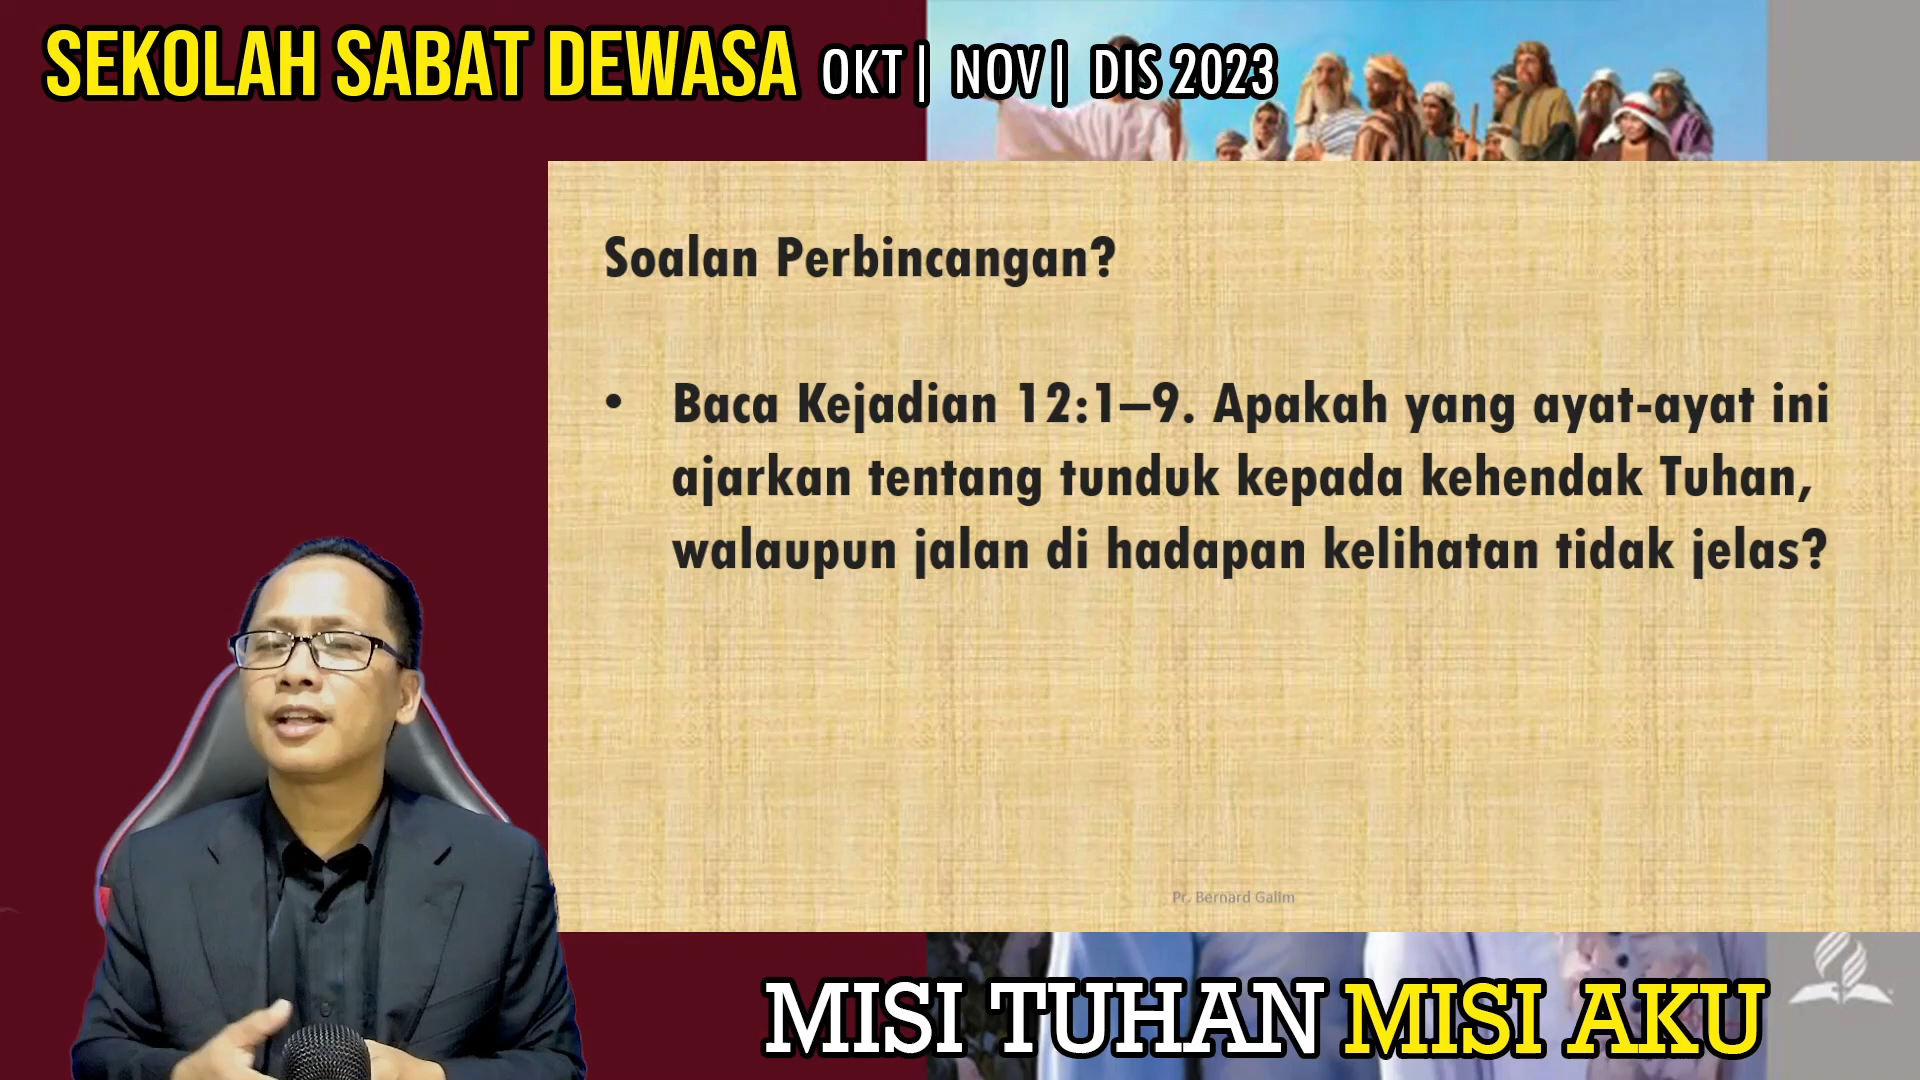 SEKOLAH SABAT DEWASA OKT | NOV | DIS 2023
Soalan Perbincangan?
• Baca Kejadian 12:1–9. Apakah yang ayat-ayat ini
ajarkan tentang tunduk kepada kehendak Tuhan,
walaupun jalan di hadapan kelihatan tidak jelas?
Pr. Bernard Galim
MISI TUHAN MISI AKU